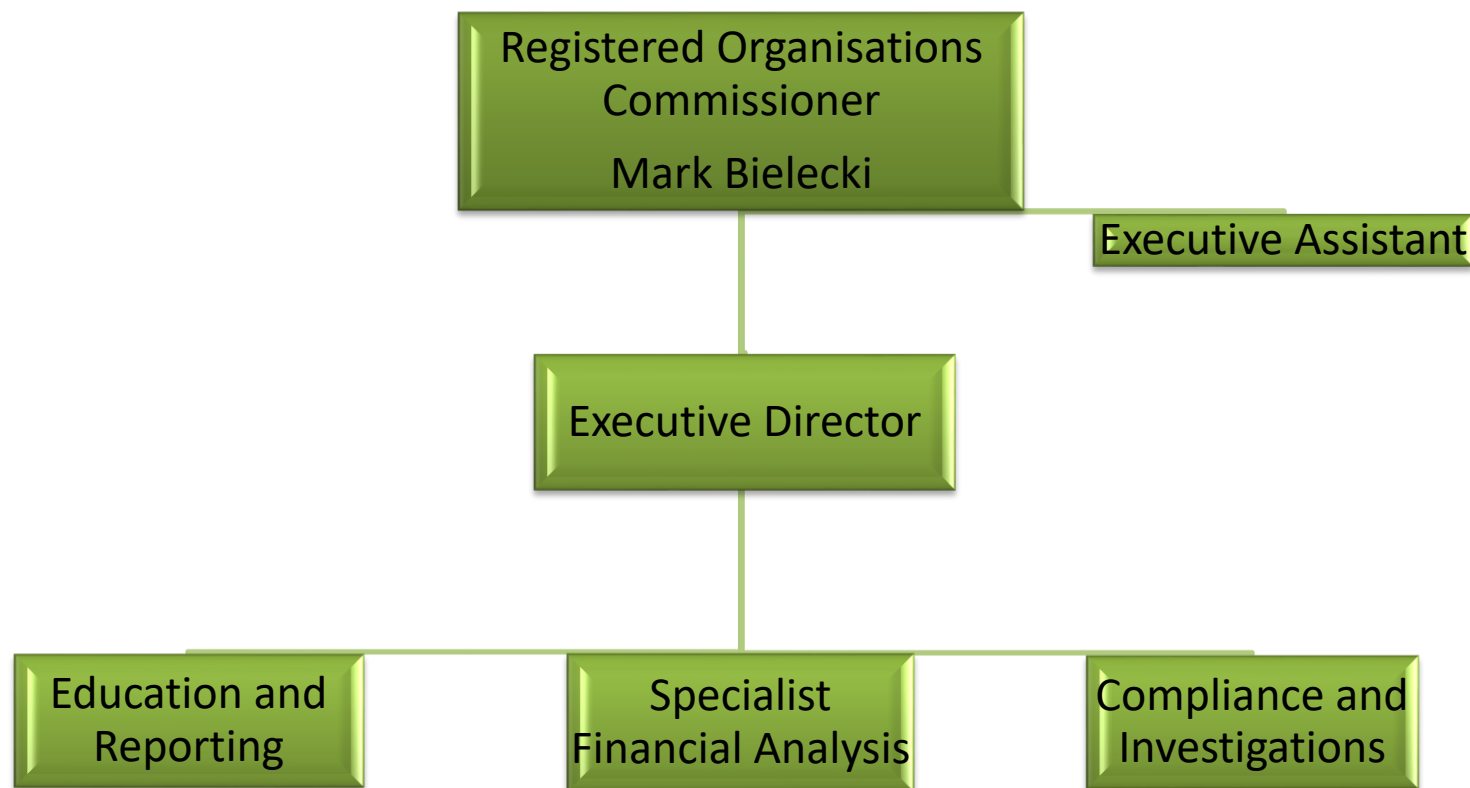 Registered Organisations
Commissioner
Mark Bielecki
Executive Assistant
Executive Director
Education and
Reporting
Specialist
Financial Analysis
Compliance and
Investigations